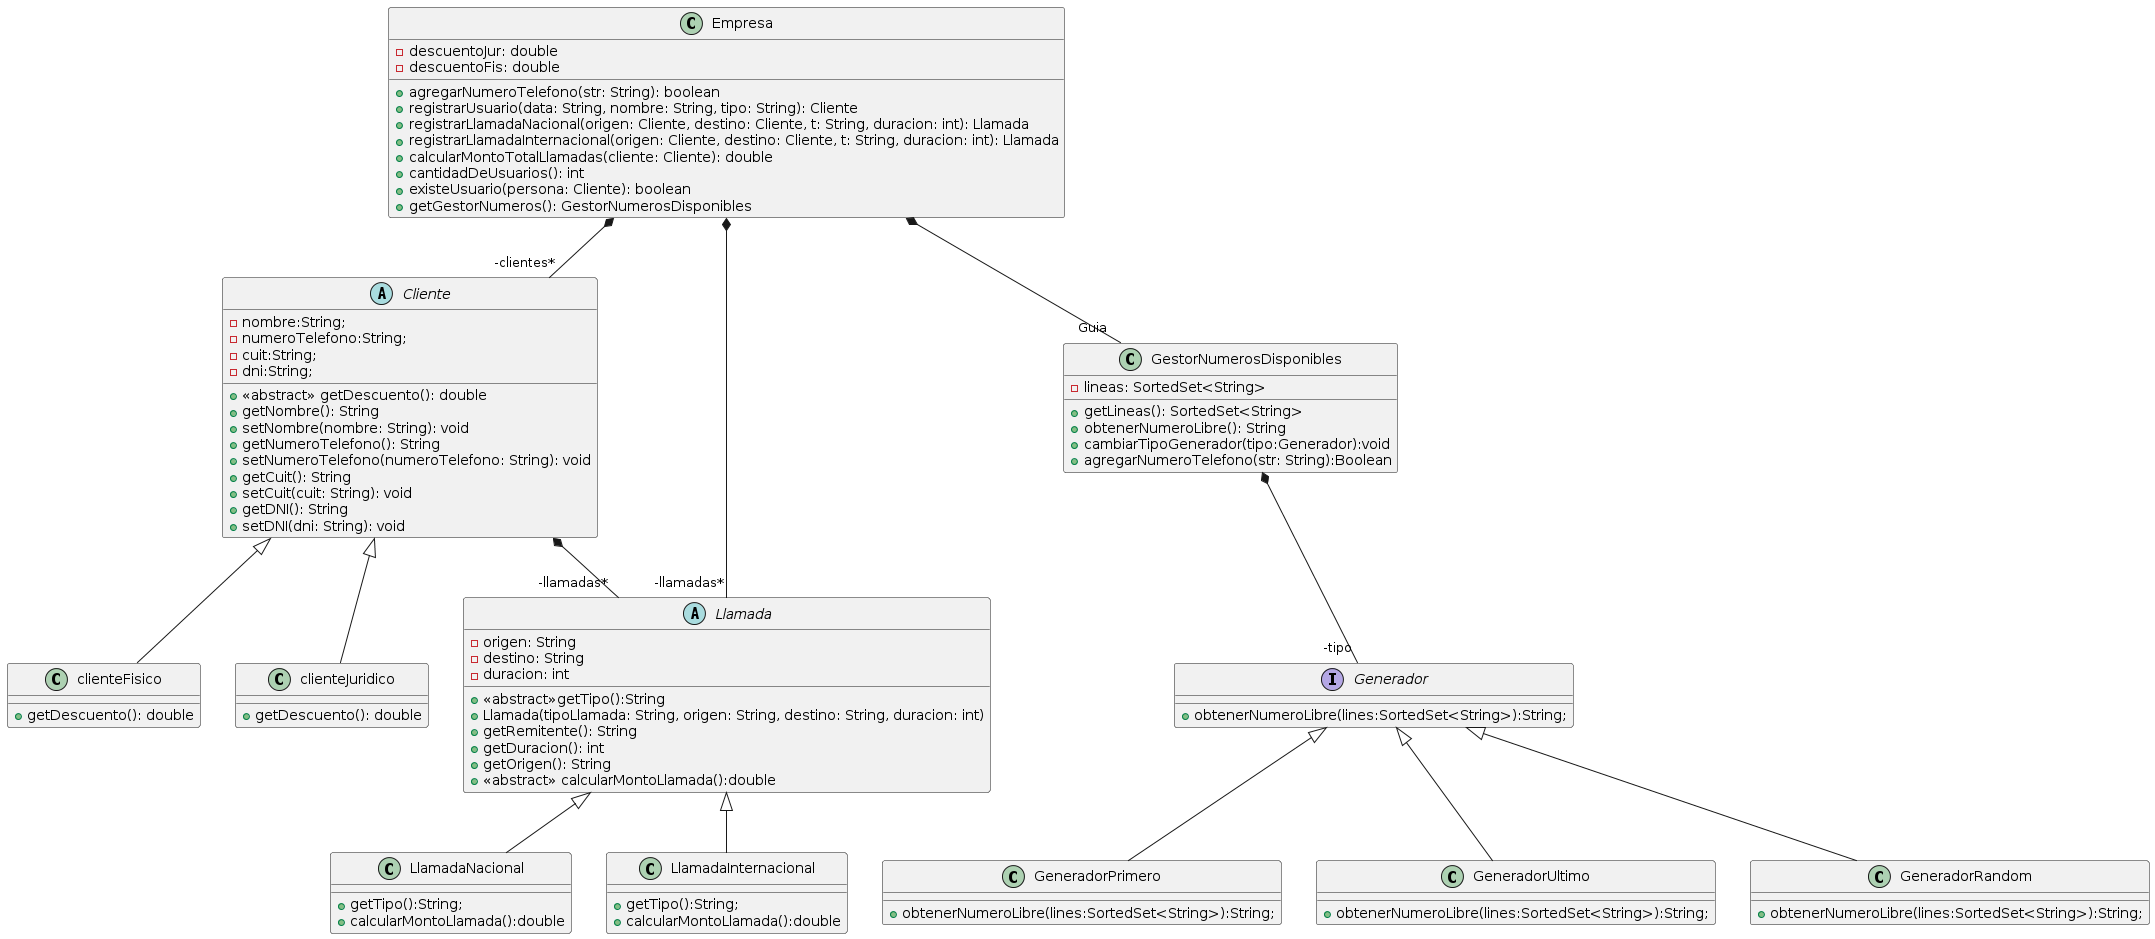 C Empresa
descuentoJur: double
descuentoFis: double
agregarNumeroTelefono(str: String): boolean
registrarUsuario(data: String, nombre: String, tipo: String): Cliente
registrarLlamadaNacional(origen: Cliente, destino: Cliente, t: String, duracion: int): Llamada
registrarLlamadaInternacional(origen: Cliente, destino: Cliente, t: String, duracion: int): Llamada
calcularMontoTotalLlamadas(cliente: Cliente): double
cantidadDeUsuarios(): int
existeUsuario(persona: Cliente): boolean
getGestorNumeros(): GestorNumerosDisponibles
-clientes*
A Cliente
nombre:String;
numeroTelefono:String;
cuit:String;
dni:String;
«abstract» getDescuento(): double
getNombre(): String
setNombre(nombre: String): void
getNumeroTelefono(): String
setNumeroTelefono(numeroTelefono: String): void
getCuit(): String
setCuit(cuit: String): void
getDNI(): String
setDNI(dni: String): void
Guia
C GestorNumerosDisponibles
lineas: SortedSet<String>
getLineas(): SortedSet<String>
obtenerNumeroLibre(): String
cambiarTipoGenerador(tipo:Generador):void
agregarNumeroTelefono(str: String):Boolean
-llamadas*
-llamadas*
C clienteFisico
getDescuento(): double
C clienteJuridico
getDescuento(): double
A Llamada
origen: String
destino: String
duracion: int
«abstract»getTipo():String
Llamada(tipoLlamada: String, origen: String, destino: String, duracion: int)
getRemitente(): String
getDuracion(): int
getOrigen(): String
«abstract» calcularMontoLlamada():double
-tipo
I Generador
obtenerNumeroLibre(lines:SortedSet<String>):String;
C LlamadaNacional
getTipo():String;
calcularMontoLlamada():double
C LlamadaInternacional
getTipo():String;
calcularMontoLlamada():double
C GeneradorPrimero
obtenerNumeroLibre(lines:SortedSet<String>):String;
C GeneradorUltimo
obtenerNumeroLibre(lines:SortedSet<String>):String;
C GeneradorRandom
obtenerNumeroLibre(lines:SortedSet<String>):String;